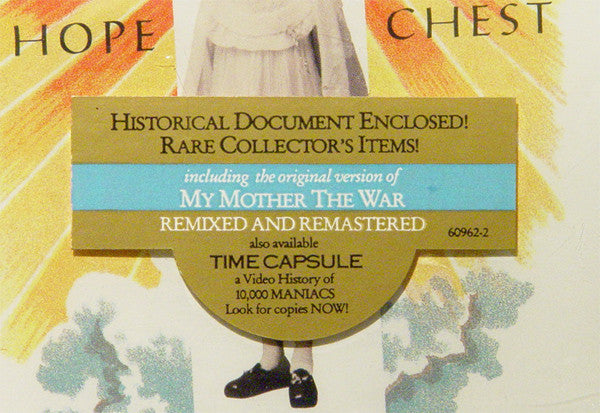 HOPE CHEST
HISTORICAL DOCUMENT ENCLOSED!
RARE COLLECTOR'S ITEMS!
including the original version of
MY MOTHER THE WAR
REMIXED AND REMASTERED
60962-2
also available
TIME CAPSULE
a Video History of
10,000 MANIACS
Look for copies NOW!